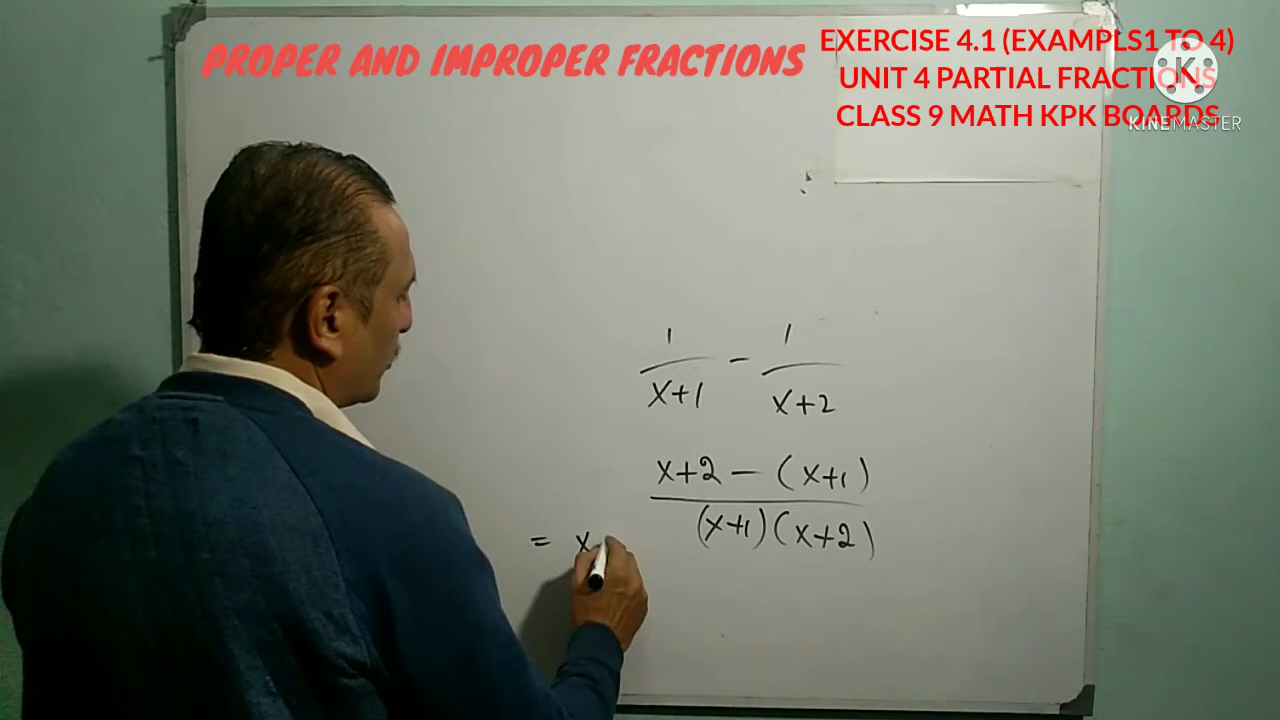 PROPER AND IMPROPER FRACTIONS
EXERCISE 4.1 (EXAMPLS1 TO 4)
UNIT 4 PARTIAL FRACTIONS
CLASS 9 MATH KPK BOARDS
K
KINEMASTER
1/(x+1) - 1/(x+2)
(x+2 - (x+1))/((x+1)(x+2))
= x